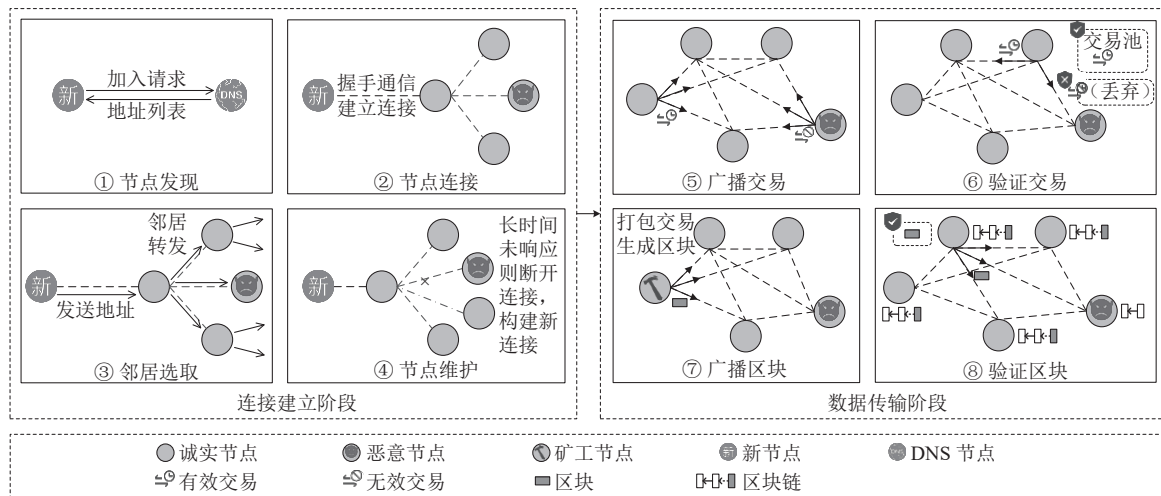 新
加入请求
地址列表
DNS
① 节点发现
新
握手通信
建立连接
② 节点连接
邻居
转发
新
发送地址
③ 邻居选取
新
长时间
未响应
则断开
连接，
构建新
连接
④ 节点维护
连接建立阶段
⑤ 广播交易
交易池
（丢弃）
⑥ 验证交易
打包交易
生成区块
⑦ 广播区块
⑧ 验证区块
数据传输阶段
诚实节点
恶意节点
矿工节点
新
新节点
DNS 节点
有效交易
无效交易
区块
区块链